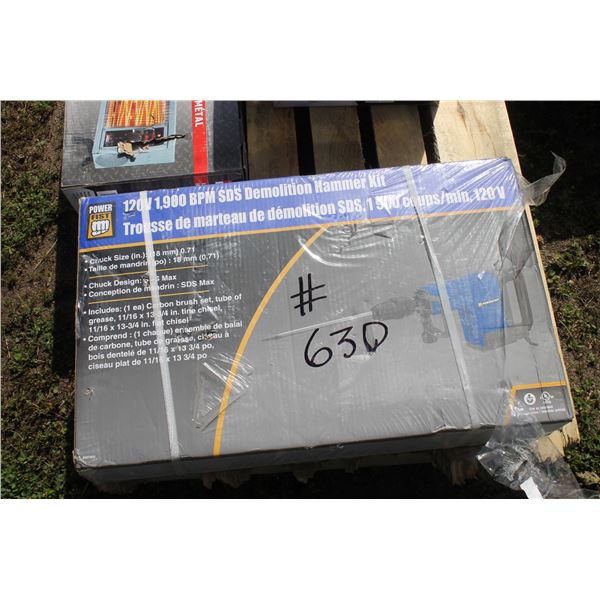 MÉTAL
POWER
FIST
120V 1,900 BPM SDS Demolition Hammer Kit
Trousse de marteau de démolition SDS, 1 900 coups/min, 120 V
• Chuck Size (in.): (18 mm) 0.71
• Taille de mandrin (po) : 18 mm (0,71)
• Chuck Design: SDS Max
• Conception de mandrin : SDS Max
• Includes: (1 ea) Carbon brush set, tube of
grease, 11/16 x 13-3/4 in. tine chisel,
11/16 x 13-3/4 in. flat chisel
• Comprend : (1 chaque) ensemble de balai
de carbone, tube de graisse, ciseau à
bois dentelé de 11/16 x 13 3/4 po,
ciseau plat de 11/16 x 13 3/4 po
#
630